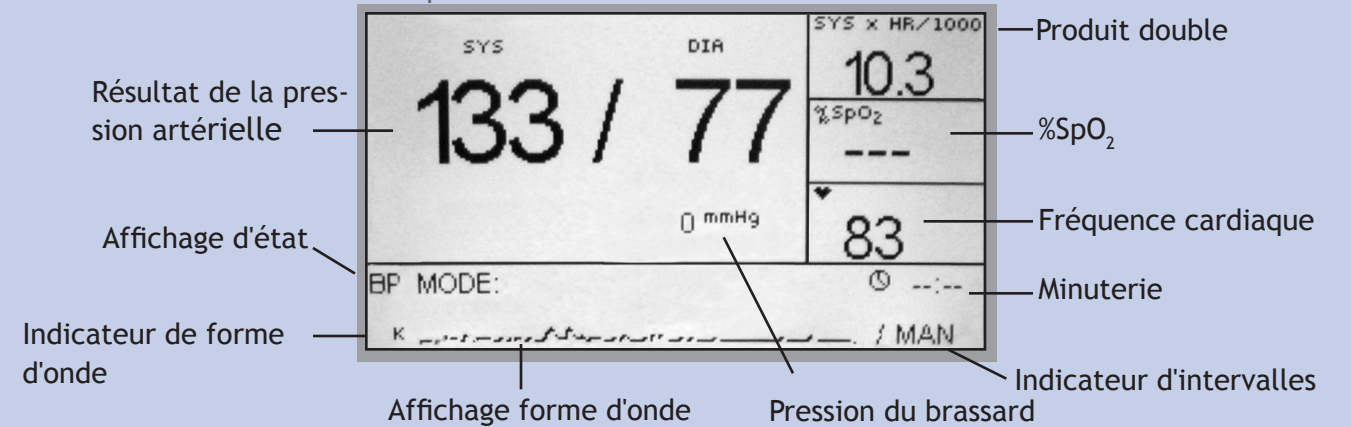 SYS x HR/1000
Produit double
SYS
DIA
10.3
133 / 77
Résultat de la pres-
sion artérielle
%SpO₂
---
%SpO₂
0 mmHg
83
Fréquence cardiaque
Affichage d'état
BP MODE:
--:--
Minuterie
Indicateur de forme
d'onde
K
/ MAN
Indicateur d'intervalles
Affichage forme d'onde
Pression du brassard